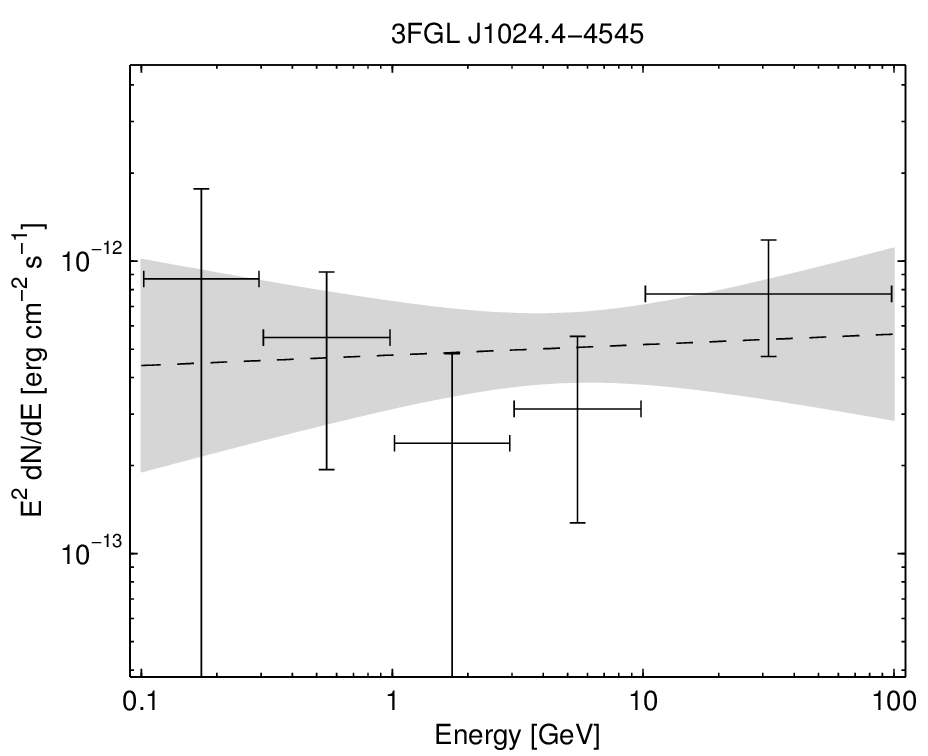 3FGL J1024.4−4545
E² dN/dE [erg cm⁻² s⁻¹]
10⁻¹²
10⁻¹³
0.1 1 10 100
Energy [GeV]